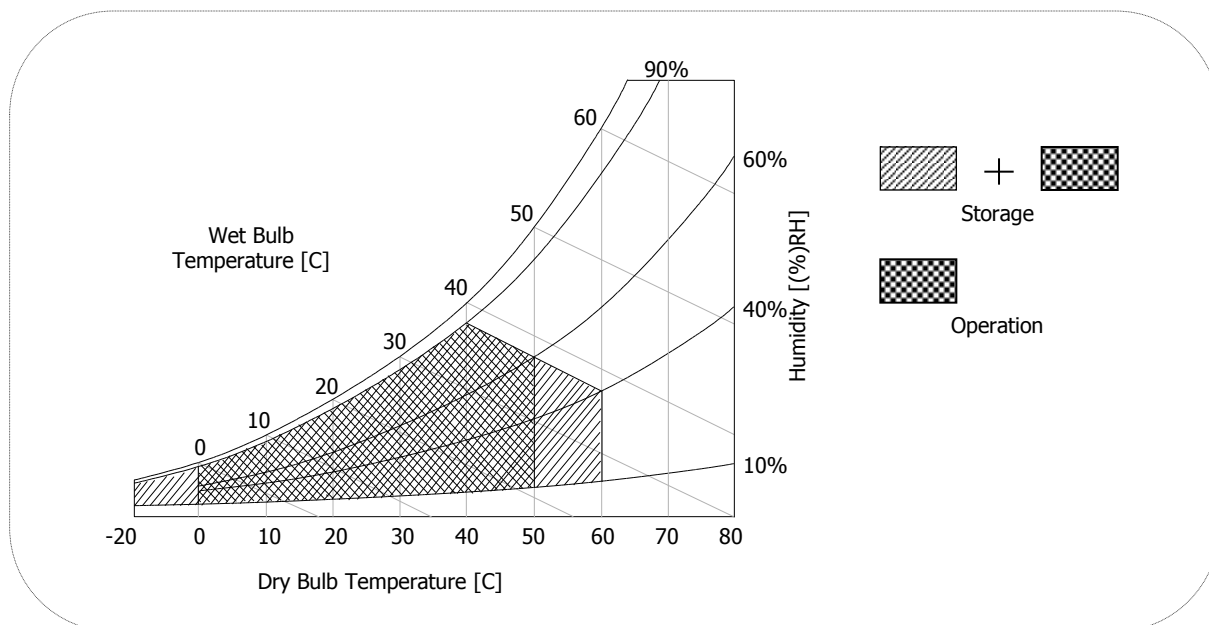 90%
60
60%
50
Wet Bulb
Temperature [C]
Storage
40
40%
Humidity [(%)RH]
Operation
30
20
10
0
10%
-20 0 10 20 30 40 50 60 70 80
Dry Bulb Temperature [C]